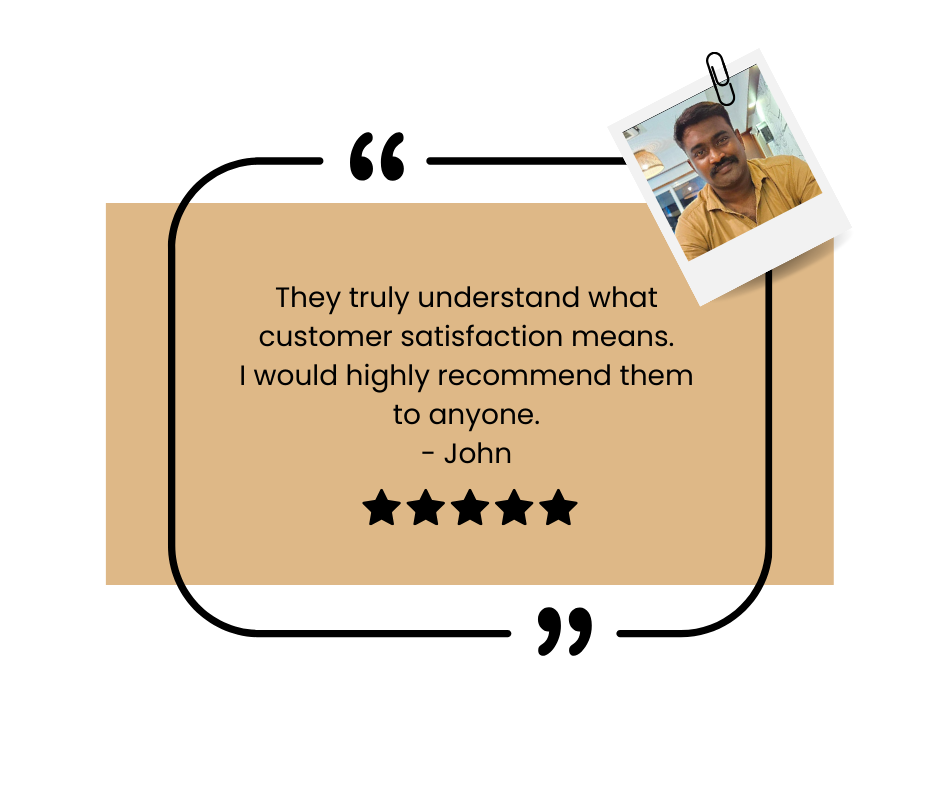 “
They truly understand what
customer satisfaction means.
I would highly recommend them
to anyone.
- John
”